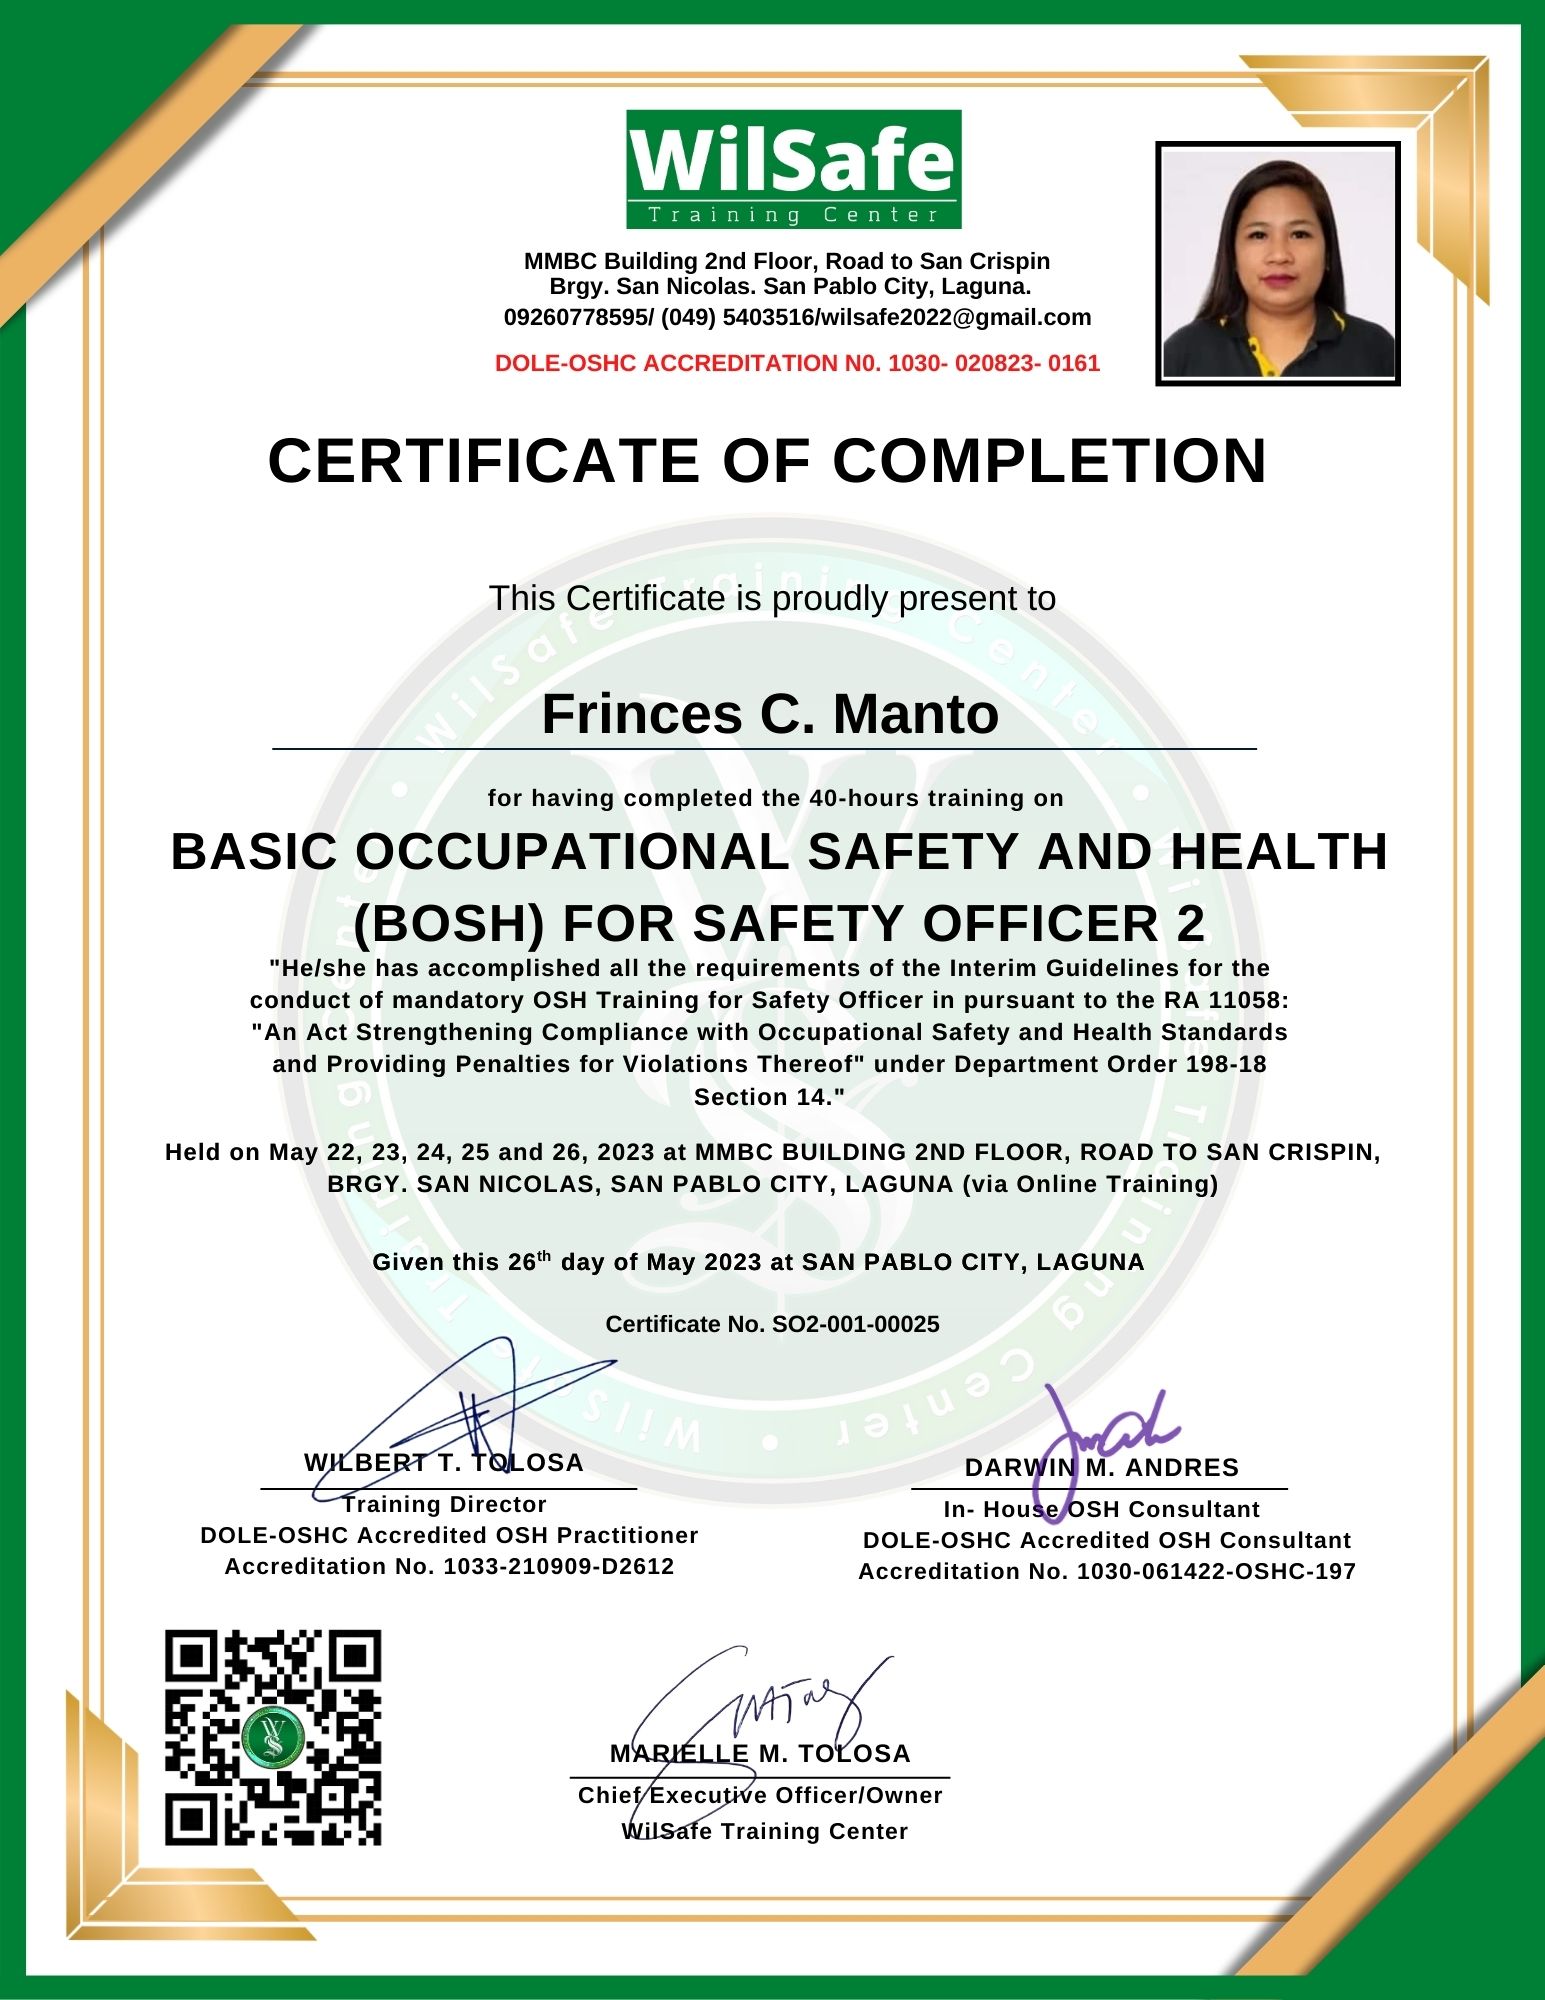 WilSafe
Training Center
MMBC Building 2nd Floor, Road to San Crispin
Brgy. San Nicolas. San Pablo City, Laguna.
09260778595/ (049) 5403516/wilsafe2022@gmail.com
DOLE-OSHC ACCREDITATION N0. 1030- 020823- 0161
CERTIFICATE OF COMPLETION
This Certificate is proudly present to
Frinces C. Manto
for having completed the 40-hours training on
BASIC OCCUPATIONAL SAFETY AND HEALTH
(BOSH) FOR SAFETY OFFICER 2
"He/she has accomplished all the requirements of the Interim Guidelines for the
conduct of mandatory OSH Training for Safety Officer in pursuant to the RA 11058:
"An Act Strengthening Compliance with Occupational Safety and Health Standards
and Providing Penalties for Violations Thereof" under Department Order 198-18
Section 14."
Held on May 22, 23, 24, 25 and 26, 2023 at MMBC BUILDING 2ND FLOOR, ROAD TO SAN CRISPIN,
BRGY. SAN NICOLAS, SAN PABLO CITY, LAGUNA (via Online Training)
Given this 26th day of May 2023 at SAN PABLO CITY, LAGUNA
Certificate No. SO2-001-00025
WILBERT T. TOLOSA
Training Director
DOLE-OSHC Accredited OSH Practitioner
Accreditation No. 1033-210909-D2612
DARWIN M. ANDRES
In- House OSH Consultant
DOLE-OSHC Accredited OSH Consultant
Accreditation No. 1030-061422-OSHC-197
MARIELLE M. TOLOSA
Chief Executive Officer/Owner
WilSafe Training Center
WilSafe Training Center • WilSafe Training Center • WilSafe Training Center •